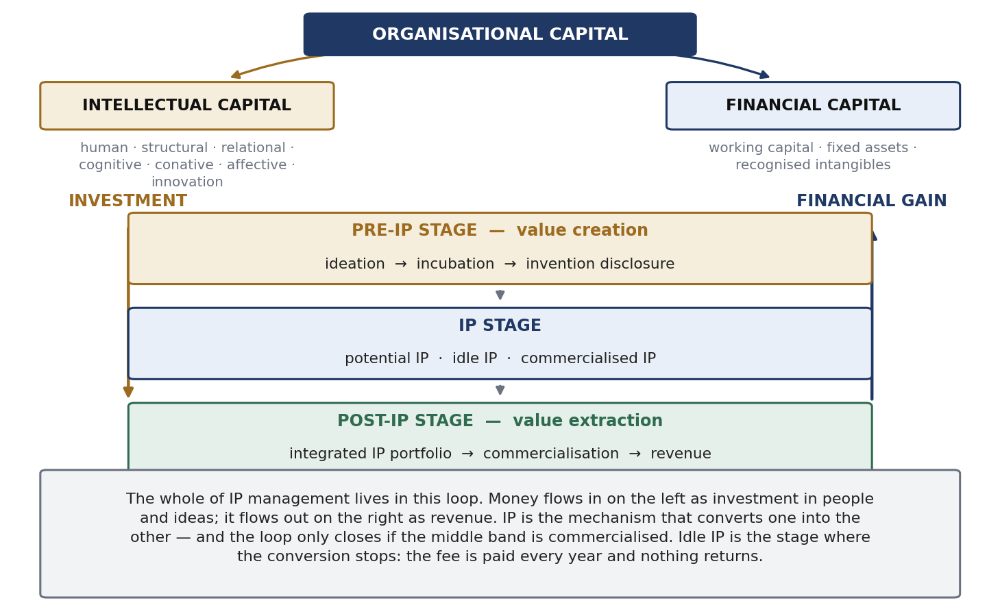 ORGANISATIONAL CAPITAL
INTELLECTUAL CAPITAL
FINANCIAL CAPITAL
human · structural · relational ·
cognitive · conative · affective ·
innovation
working capital · fixed assets ·
recognised intangibles
INVESTMENT
FINANCIAL GAIN
PRE-IP STAGE — value creation
ideation → incubation → invention disclosure
IP STAGE
potential IP · idle IP · commercialised IP
POST-IP STAGE — value extraction
integrated IP portfolio → commercialisation → revenue
The whole of IP management lives in this loop. Money flows in on the left as investment in people
and ideas; it flows out on the right as revenue. IP is the mechanism that converts one into the
other — and the loop only closes if the middle band is commercialised. Idle IP is the stage where
the conversion stops: the fee is paid every year and nothing returns.